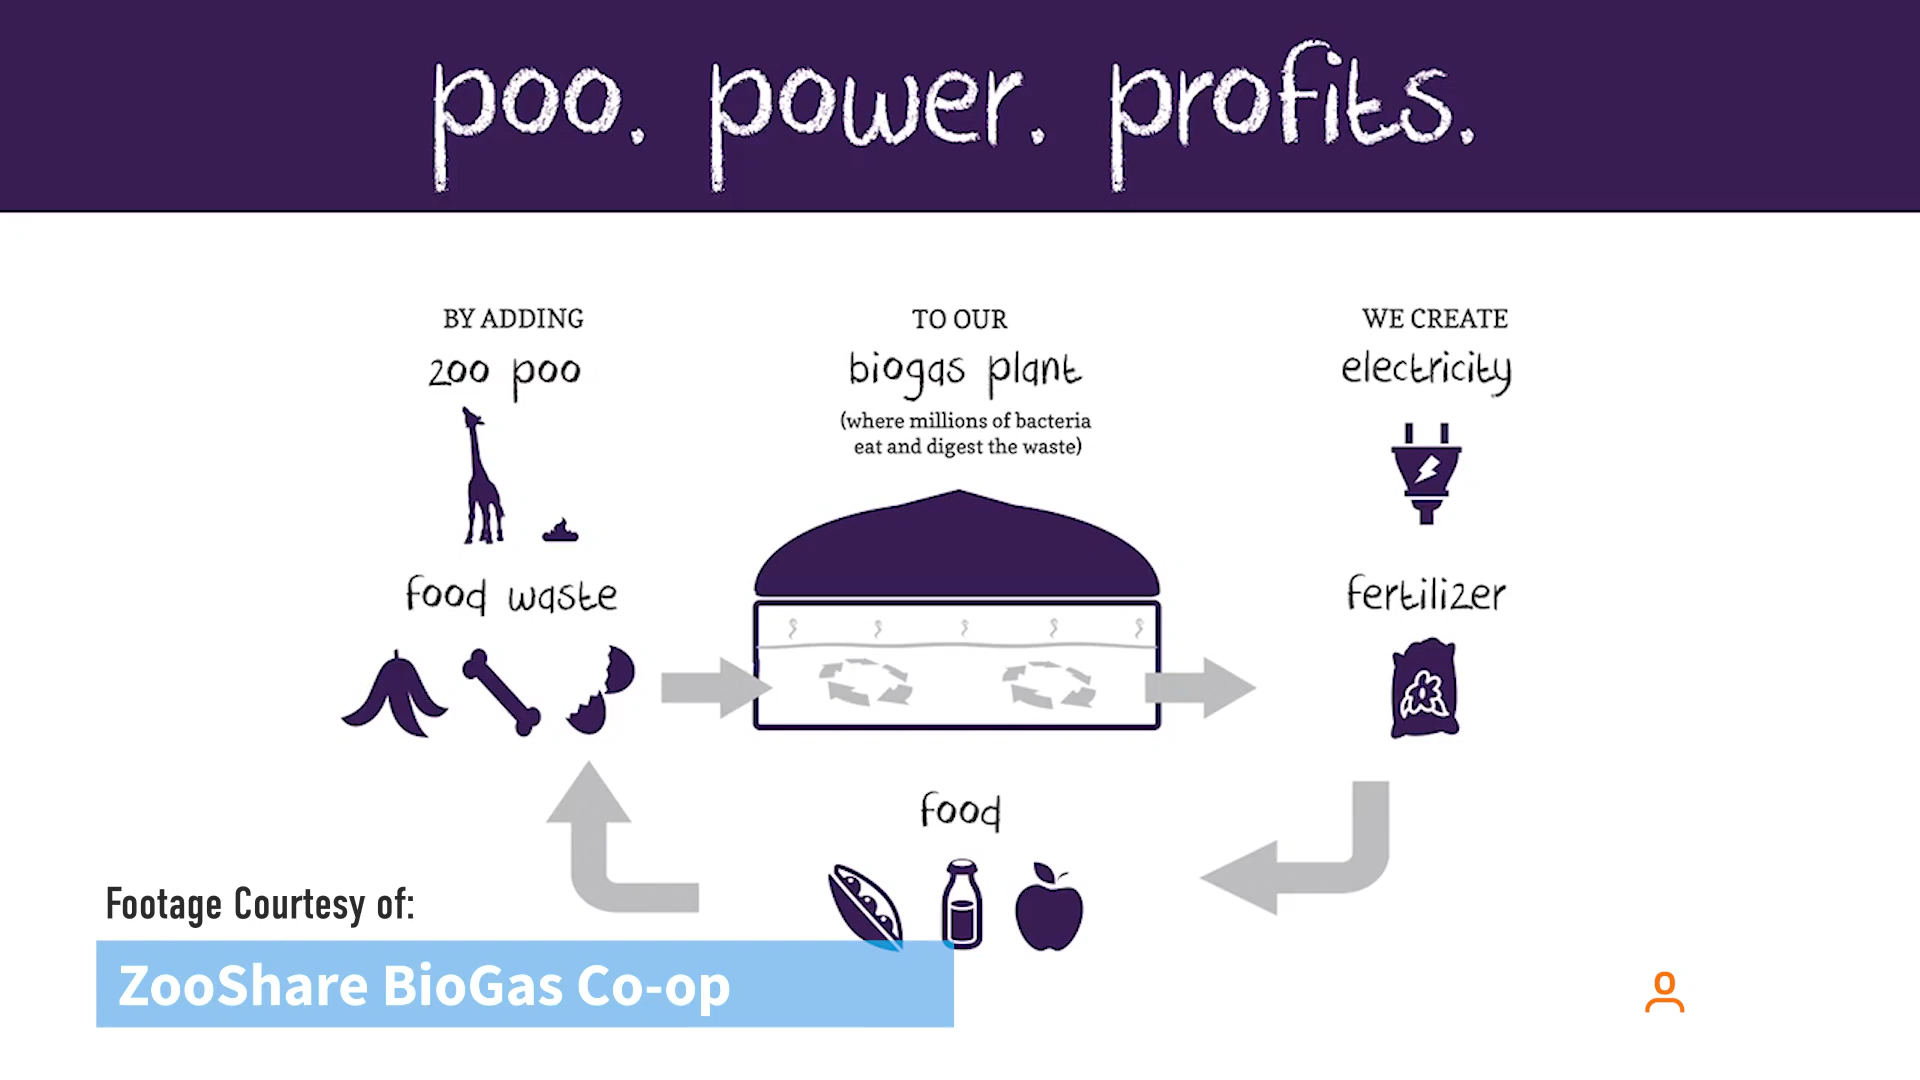 poo. power. profits.
BY ADDING
zoo poo
food waste
TO OUR
biogas plant
(where millions of bacteria
eat and digest the waste)
WE CREATE
electricity
fertilizer
food
Footage Courtesy of:
ZooShare BioGas Co-op